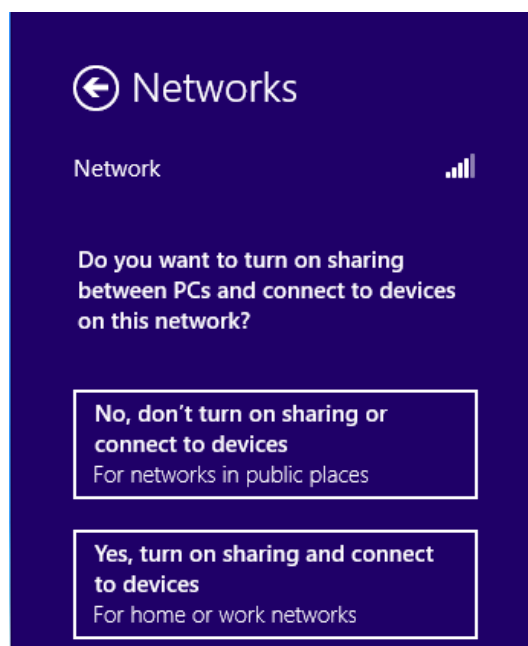 Networks
Network
Do you want to turn on sharing
between PCs and connect to devices
on this network?
No, don't turn on sharing or
connect to devices
For networks in public places
Yes, turn on sharing and connect
to devices
For home or work networks